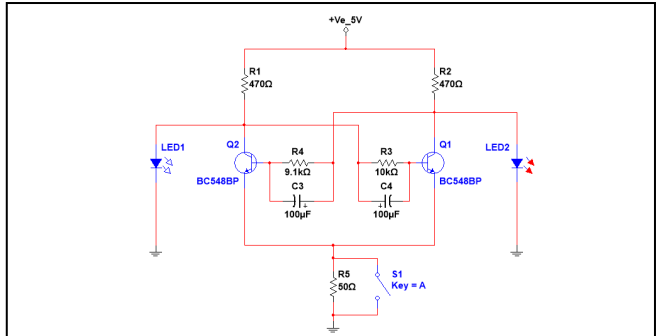 +Ve_5V
R1
470Ω
R2
470Ω
LED1
Q2
R4
9.1kΩ
R3
10kΩ
Q1
LED2
BC548BP
C3
100µF
C4
100µF
BC548BP
R5
50Ω
S1
Key = A